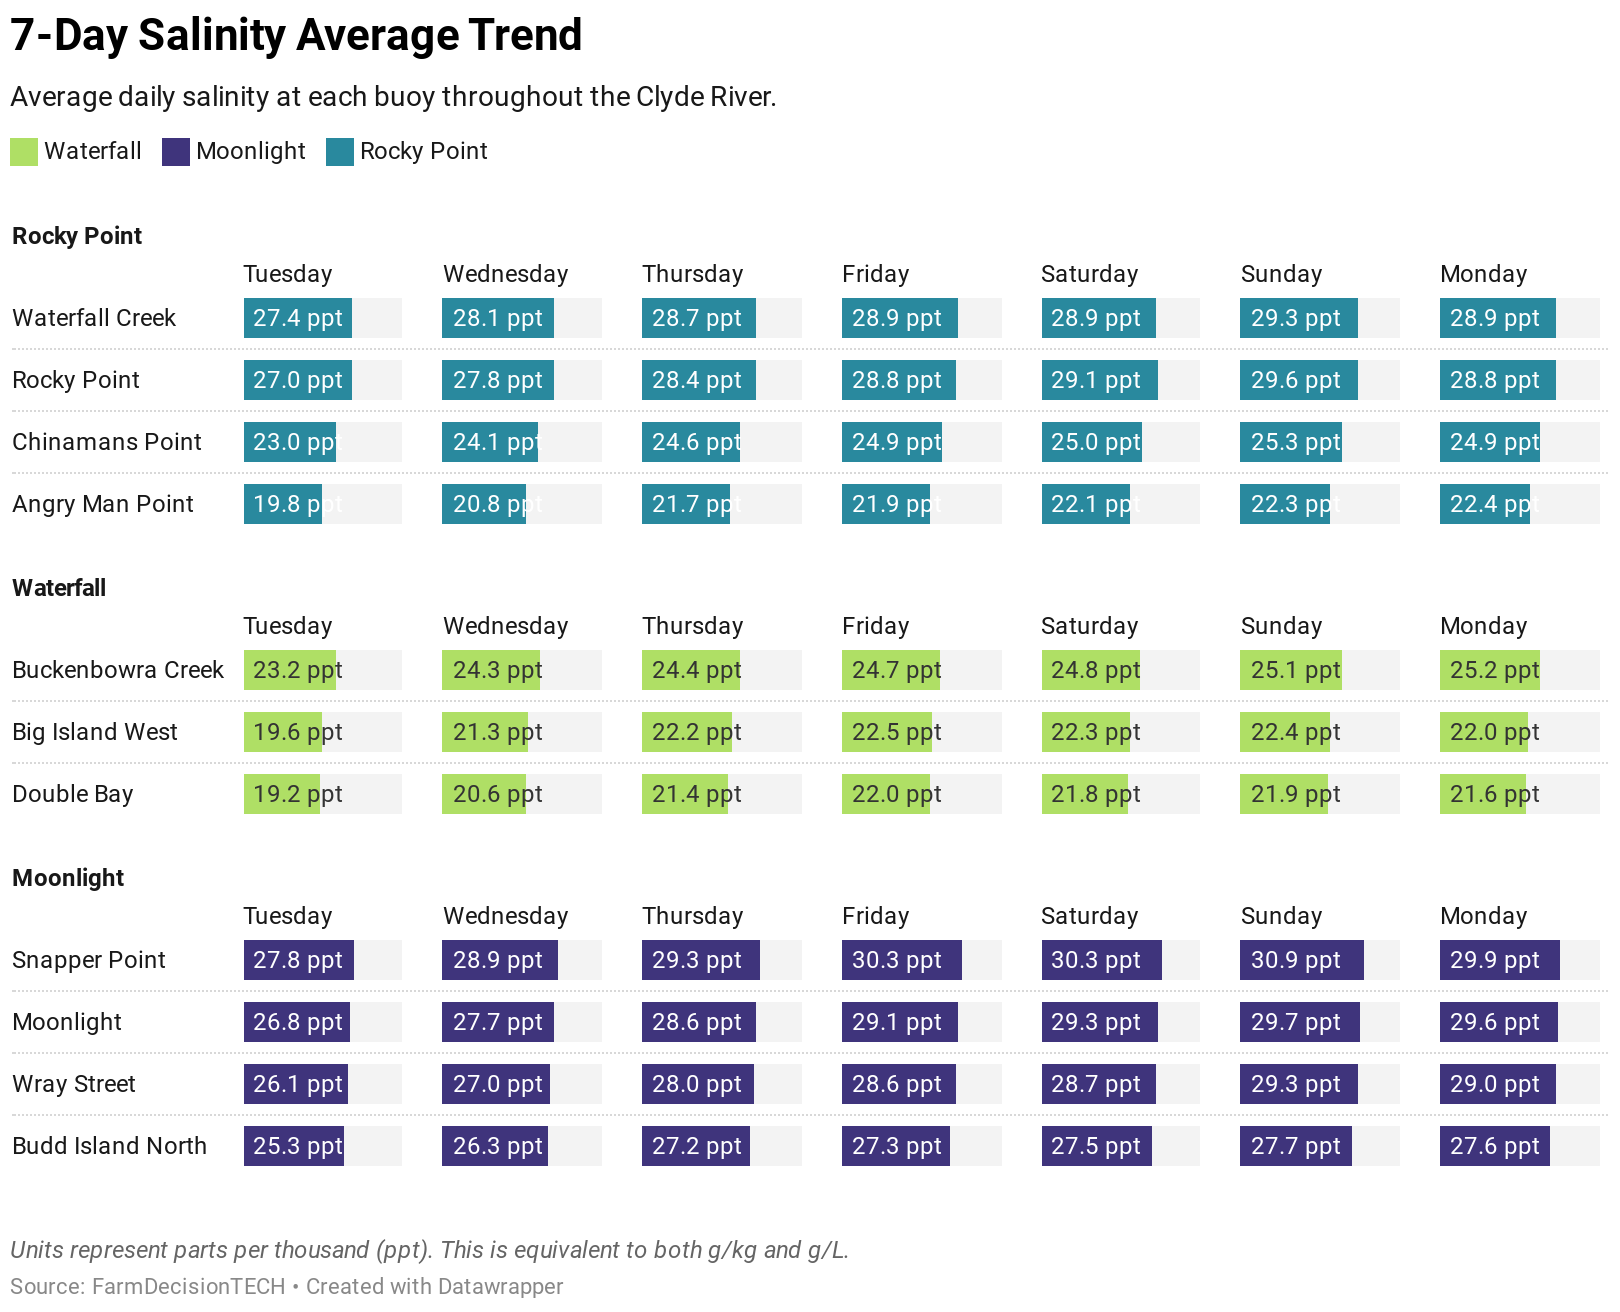 7-Day Salinity Average Trend
Average daily salinity at each buoy throughout the Clyde River.
Waterfall Moonlight Rocky Point
Rocky Point
Tuesday Wednesday Thursday Friday Saturday Sunday Monday
Waterfall Creek 27.4 ppt 28.1 ppt 28.7 ppt 28.9 ppt 28.9 ppt 29.3 ppt 28.9 ppt
Rocky Point 27.0 ppt 27.8 ppt 28.4 ppt 28.8 ppt 29.1 ppt 29.6 ppt 28.8 ppt
Chinamans Point 23.0 ppt 24.1 ppt 24.6 ppt 24.9 ppt 25.0 ppt 25.3 ppt 24.9 ppt
Angry Man Point 19.8 ppt 20.8 ppt 21.7 ppt 21.9 ppt 22.1 ppt 22.3 ppt 22.4 ppt
Waterfall
Tuesday Wednesday Thursday Friday Saturday Sunday Monday
Buckenbowra Creek 23.2 ppt 24.3 ppt 24.4 ppt 24.7 ppt 24.8 ppt 25.1 ppt 25.2 ppt
Big Island West 19.6 ppt 21.3 ppt 22.2 ppt 22.5 ppt 22.3 ppt 22.4 ppt 22.0 ppt
Double Bay 19.2 ppt 20.6 ppt 21.4 ppt 22.0 ppt 21.8 ppt 21.9 ppt 21.6 ppt
Moonlight
Tuesday Wednesday Thursday Friday Saturday Sunday Monday
Snapper Point 27.8 ppt 28.9 ppt 29.3 ppt 30.3 ppt 30.3 ppt 30.9 ppt 29.9 ppt
Moonlight 26.8 ppt 27.7 ppt 28.6 ppt 29.1 ppt 29.3 ppt 29.7 ppt 29.6 ppt
Wray Street 26.1 ppt 27.0 ppt 28.0 ppt 28.6 ppt 28.7 ppt 29.3 ppt 29.0 ppt
Budd Island North 25.3 ppt 26.3 ppt 27.2 ppt 27.3 ppt 27.5 ppt 27.7 ppt 27.6 ppt
Units represent parts per thousand (ppt). This is equivalent to both g/kg and g/L.
Source: FarmDecisionTECH • Created with Datawrapper